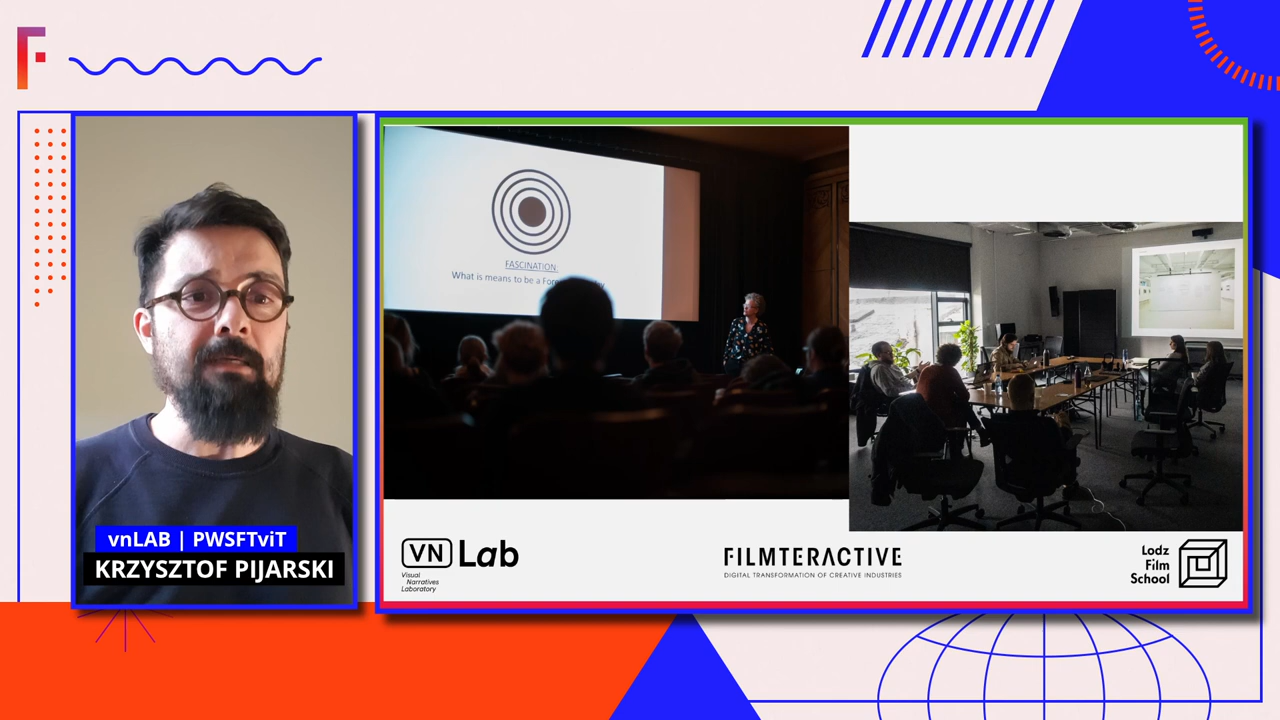 vnLAB | PWSFTviT
KRZYSZTOF PIJARSKI
FASCINATION
What is means to be a
VN Lab
Visual
Narratives
Laboratory
FILMTERACTIVE
DIGITAL TRANSFORMATION OF CREATIVE INDUSTRIES
Lodz
Film
School